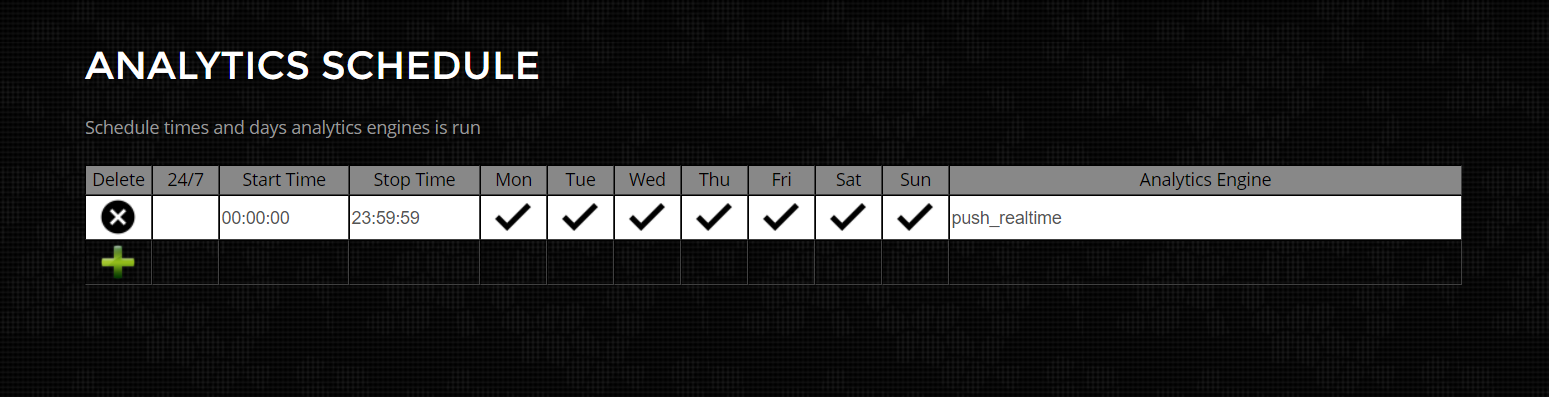 ANALYTICS SCHEDULE
Schedule times and days analytics engines is run
Delete 24/7 Start Time Stop Time Mon Tue Wed Thu Fri Sat Sun Analytics Engine
00:00:00 23:59:59 push_realtime